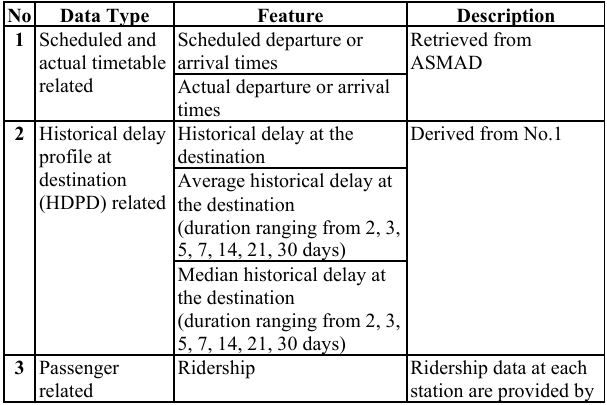 No Data Type Feature Description
1 Scheduled and actual timetable related
Scheduled departure or arrival times
Actual departure or arrival times
Retrieved from ASMAD
2 Historical delay profile at destination (HDPD) related
Historical delay at the destination
Average historical delay at the destination (duration ranging from 2, 3, 5, 7, 14, 21, 30 days)
Median historical delay at the destination (duration ranging from 2, 3, 5, 7, 14, 21, 30 days)
Derived from No.1
3 Passenger related
Ridership
Ridership data at each station are provided by